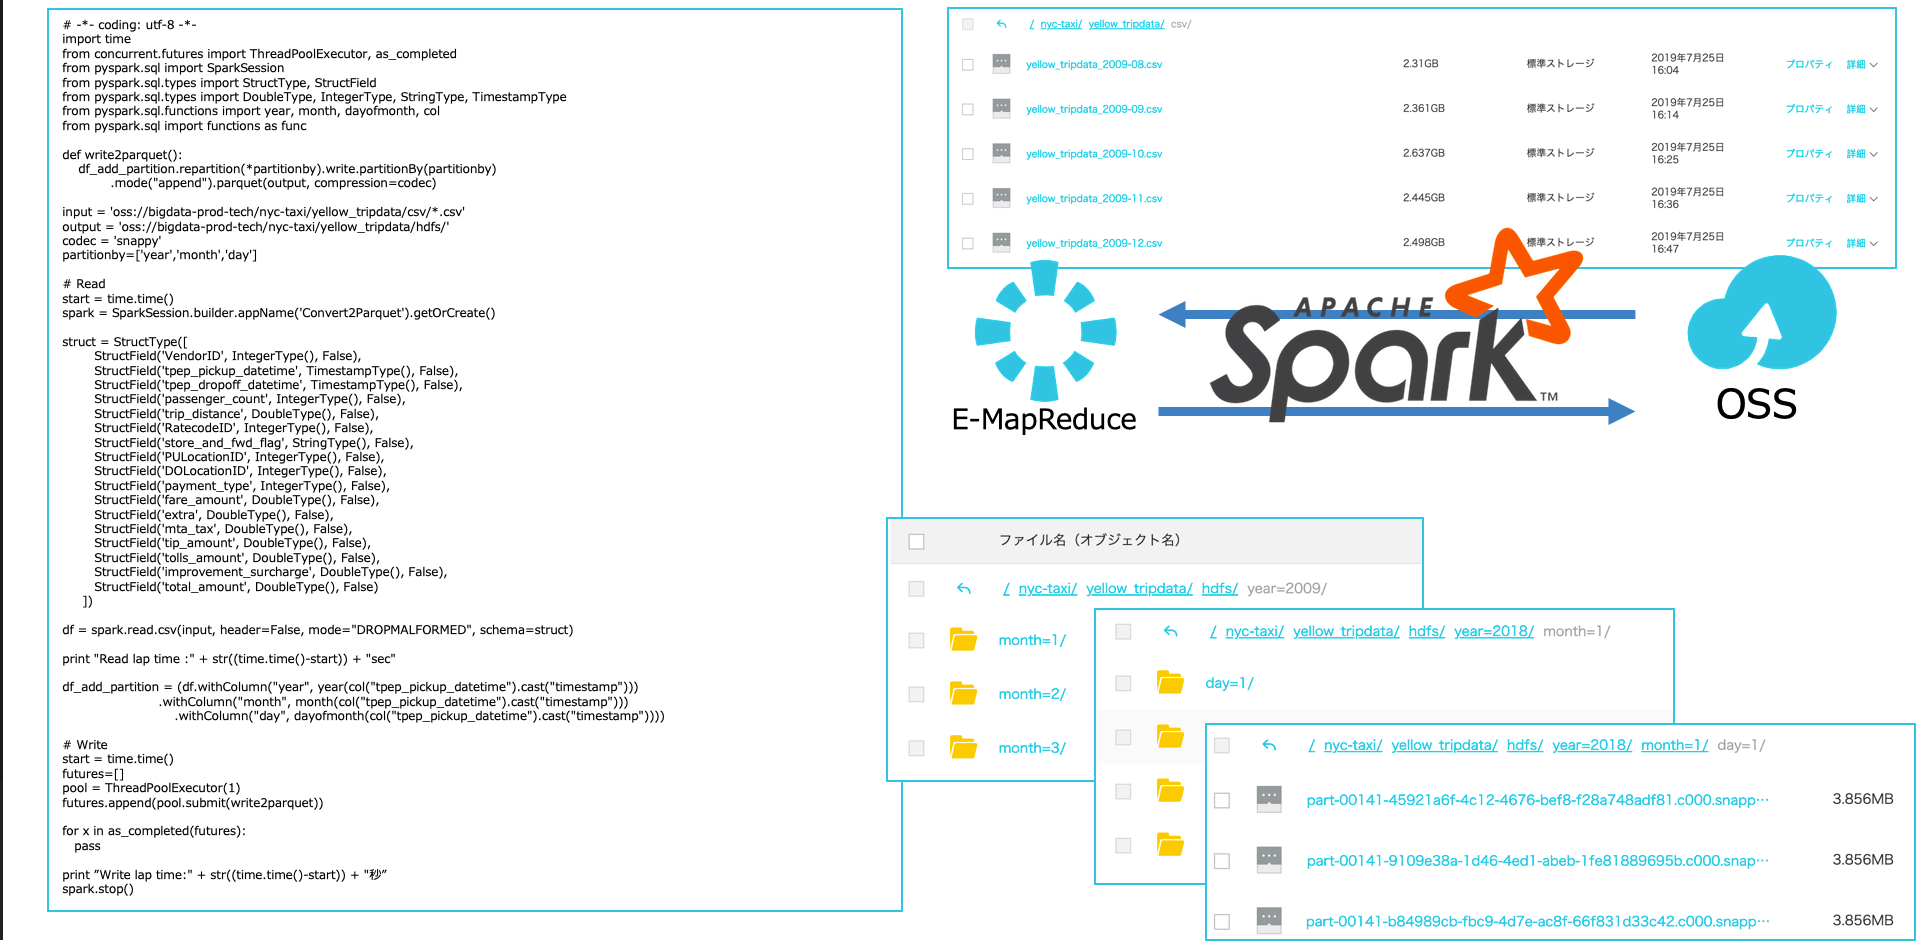 # -*- coding: utf-8 -*-
import time
from concurrent.futures import ThreadPoolExecutor, as_completed
from pyspark.sql import SparkSession
from pyspark.sql.types import StructType, StructField
from pyspark.sql.types import DoubleType, IntegerType, StringType, TimestampType
from pyspark.sql.functions import year, month, dayofmonth, col
from pyspark.sql import functions as func
def write2parquet():
df_add_partition.repartition(*partitionby).write.partitionBy(partitionby)
.mode("append").parquet(output, compression=codec)
input = 'oss://bigdata-prod-tech/nyc-taxi/yellow_tripdata/csv/*.csv'
output = 'oss://bigdata-prod-tech/nyc-taxi/yellow_tripdata/hdfs/'
codec = 'snappy'
partitionby=['year','month','day']
# Read
start = time.time()
spark = SparkSession.builder.appName('Convert2Parquet').getOrCreate()
struct = StructType([
StructField('VendorID', IntegerType(), False),
StructField('tpep_pickup_datetime', TimestampType(), False),
StructField('tpep_dropoff_datetime', TimestampType(), False),
StructField('passenger_count', IntegerType(), False),
StructField('trip_distance', DoubleType(), False),
StructField('RatecodeID', IntegerType(), False),
StructField('store_and_fwd_flag', StringType(), False),
StructField('PULocationID', IntegerType(), False),
StructField('DOLocationID', IntegerType(), False),
StructField('payment_type', IntegerType(), False),
StructField('fare_amount', DoubleType(), False),
StructField('extra', DoubleType(), False),
StructField('mta_tax', DoubleType(), False),
StructField('tip_amount', DoubleType(), False),
StructField('tolls_amount', DoubleType(), False),
StructField('improvement_surcharge', DoubleType(), False),
StructField('total_amount', DoubleType(), False)
])
df = spark.read.csv(input, header=False, mode="DROPMALFORMED", schema=struct)
print "Read lap time :" + str((time.time()-start)) + "sec"
df_add_partition = (df.withColumn("year", year(col("tpep_pickup_datetime").cast("timestamp")))
.withColumn("month", month(col("tpep_pickup_datetime").cast("timestamp")))
.withColumn("day", dayofmonth(col("tpep_pickup_datetime").cast("timestamp"))))
# Write
start = time.time()
futures=[]
pool = ThreadPoolExecutor(1)
futures.append(pool.submit(write2parquet))
for x in as_completed(futures):
pass
print ”Write lap time:" + str((time.time()-start)) + "秒”
spark.stop()
/ nyc-taxi/ yellow_tripdata/ csv/
yellow_tripdata_2009-08.csv 2.31GB 標準ストレージ 2019年7月25日 16:04 プロパティ 詳細
yellow_tripdata_2009-09.csv 2.361GB 標準ストレージ 2019年7月25日 16:14 プロパティ 詳細
yellow_tripdata_2009-10.csv 2.637GB 標準ストレージ 2019年7月25日 16:25 プロパティ 詳細
yellow_tripdata_2009-11.csv 2.445GB 標準ストレージ 2019年7月25日 16:36 プロパティ 詳細
yellow_tripdata_2009-12.csv 2.498GB 標準ストレージ 2019年7月25日 16:47 プロパティ 詳細
APACHE
Spark TM
E-MapReduce
OSS
ファイル名（オブジェクト名）
/ nyc-taxi/ yellow_tripdata/ hdfs/ year=2009/
month=1/
month=2/
month=3/
/ nyc-taxi/ yellow_tripdata/ hdfs/ year=2018/ month=1/
day=1/
/ nyc-taxi/ yellow_tripdata/ hdfs/ year=2018/ month=1/ day=1/
part-00141-45921a6f-4c12-4676-bef8-f28a748adf81.c000.snapp··· 3.856MB
part-00141-9109e38a-1d46-4ed1-abeb-1fe81889695b.c000.snap··· 3.856MB
part-00141-b84989cb-fbc9-4d7e-ac8f-66f831d33c42.c000.snapp··· 3.856MB